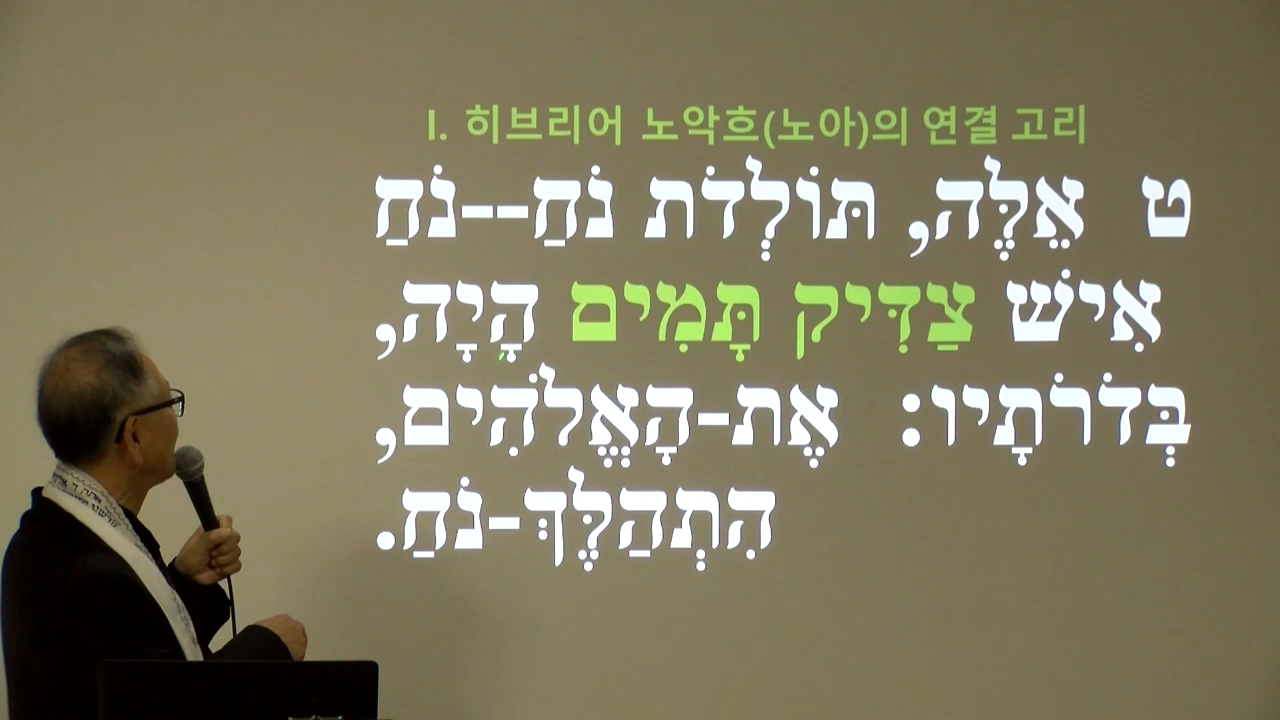 I. 히브리어 노악흐(노아)의 연결 고리
ט אֵלֶּה, תּוֹלְדֹת נֹחַ--נֹחַ
אִישׁ צַדִּיק תָּמִים הָיָה,
בְּדֹרֹתָיו: אֶת-הָאֱלֹהִים,
הִתְהַלֶּךְ-נֹחַ.